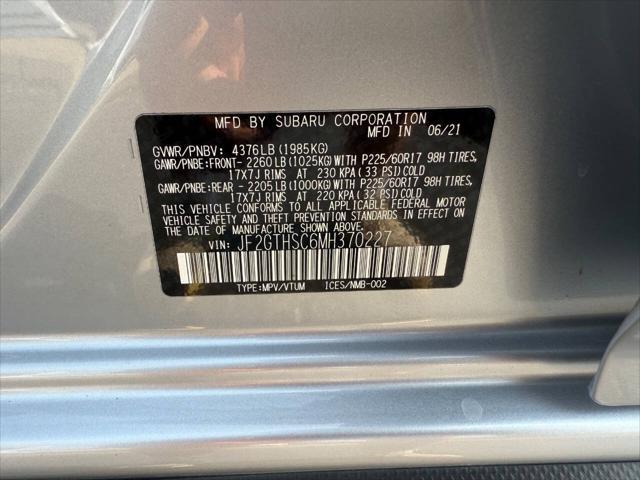 MFD BY SUBARU CORPORATION
MFD IN 06/21
GVWR/PNBV: 4376LB (1985KG)
GAWR/PNBE:FRONT- 2260LB (1025KG)WITH P225/60R17 98H TIRES,
17X7J RIMS AT 230 KPA (33 PSI)COLD
GAWR/PNBE:REAR - 2205LB (1000KG)WITH P225/60R17 98H TIRES,
17X7J RIMS AT 220 KPA (32 PSI)COLD
THIS VEHICLE CONFORMS TO ALL APPLICABLE FEDERAL MOTOR
VEHICLE SAFETY AND THEFT PREVENTION STANDARDS IN EFFECT ON
THE DATE OF MANUFACTURE SHOWN ABOVE.
VIN: JF2GTHSC6MH370227
TYPE:MPV/VTUM ICES/NMB-002